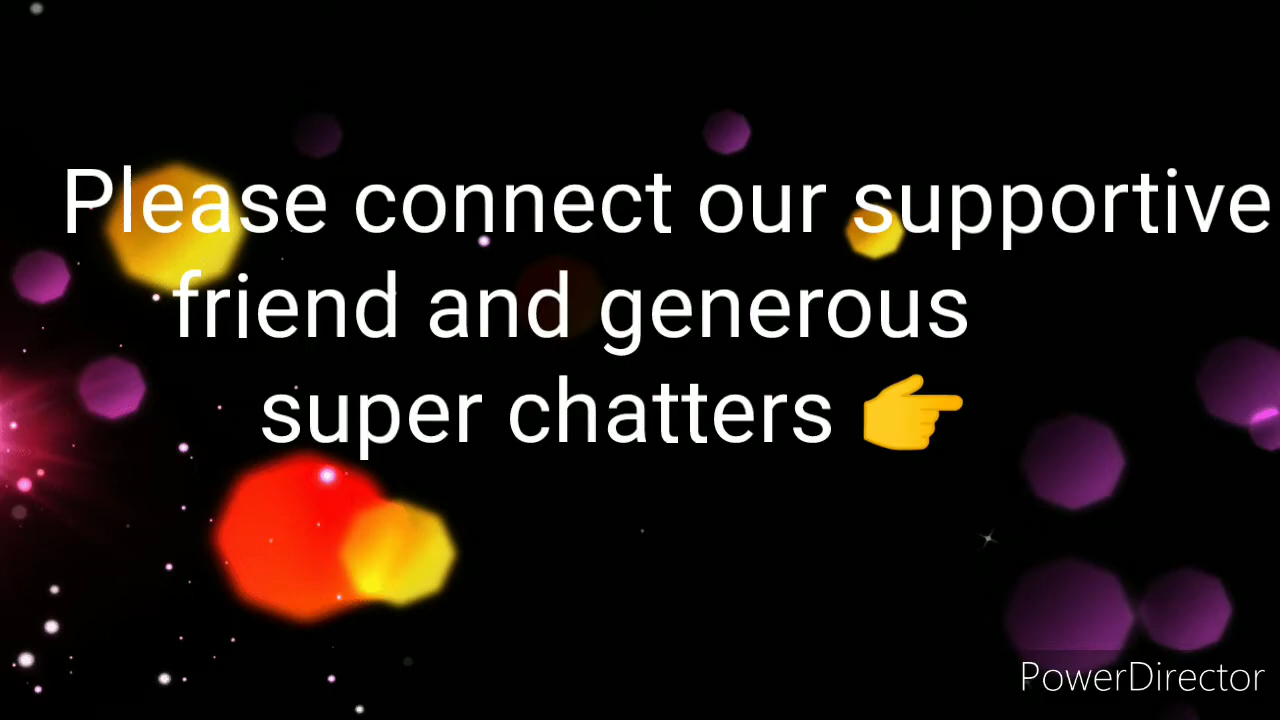 Please connect our supportive
friend and generous
super chatters 👉
PowerDirector